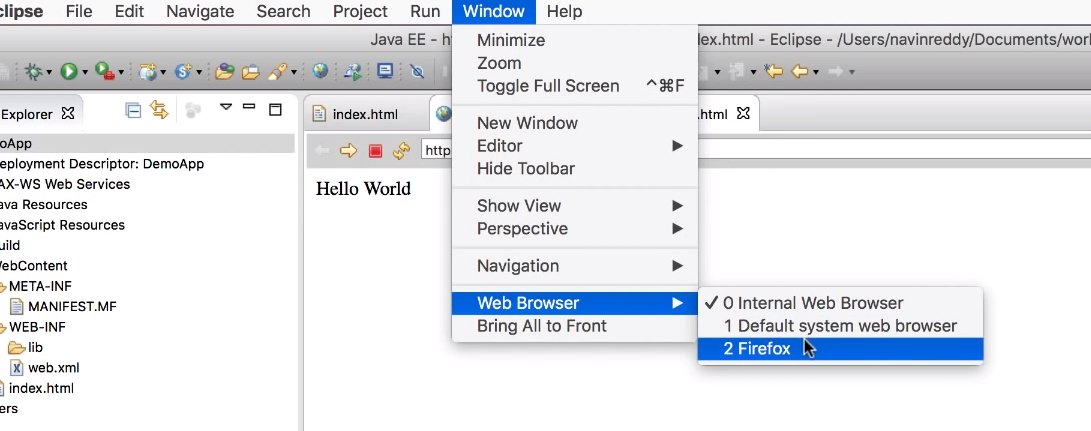 clipse File Edit Navigate Search Project Run Window Help
Java EE - h
lex.html - Eclipse - /Users/navinreddy/Documents/worl
Explorer
index.html
.html
http
Hello World
oApp
eployment Descriptor: DemoApp
AX-WS Web Services
ava Resources
avaScript Resources
uild
VebContent
META-INF
MANIFEST.MF
WEB-INF
lib
web.xml
index.html
ers
Minimize
Zoom
Toggle Full Screen ^⌘F
New Window
Editor
Hide Toolbar
Show View
Perspective
Navigation
Web Browser
Bring All to Front
✓ 0 Internal Web Browser
1 Default system web browser
2 Firefox